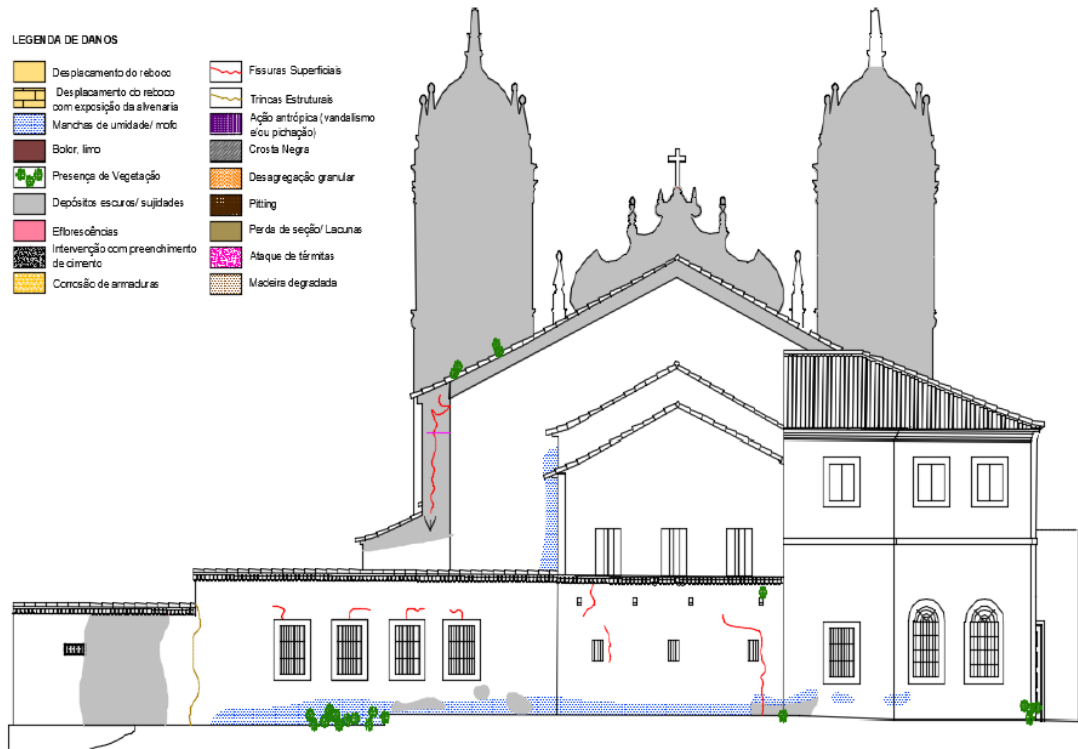 LEGENDA DE DANOS
Desplacamento do reboco
Desplacamento do reboco
com exposição da alvenaria
Manchas de umidade/ mofo
Bolor, limo
Presença de Vegetação
Depósitos escuros/ sujidades
Eflorescências
Intervenção com preenchimento
de cimento
Corrosão de armaduras
Fissuras Superficiais
Trincas Estruturais
Ação antrópica (vandalismo
e/ou pichação)
Crosta Negra
Desagregação granular
Pitting
Perda de seção/ Lacunas
Ataque de térmitas
Madeira degradada